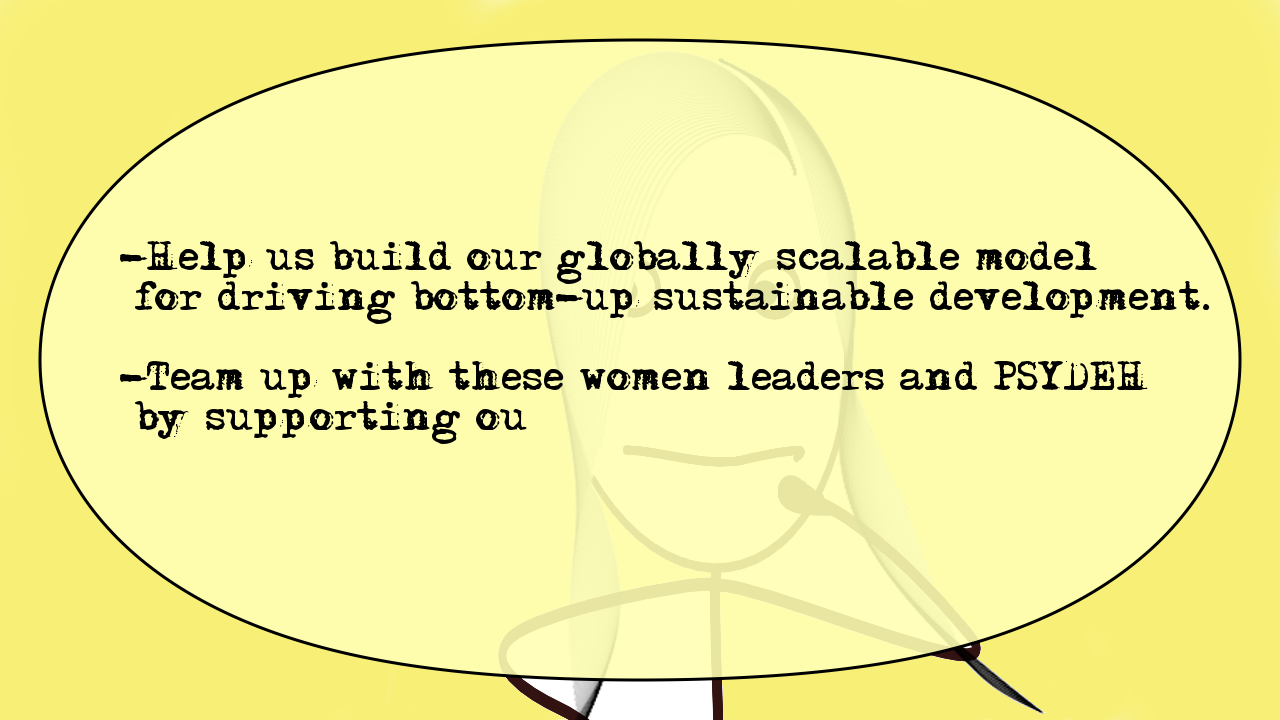 -Help us build our globally scalable model
for driving bottom-up sustainable development.
-Team up with these women leaders and PSYDEH
by supporting ou